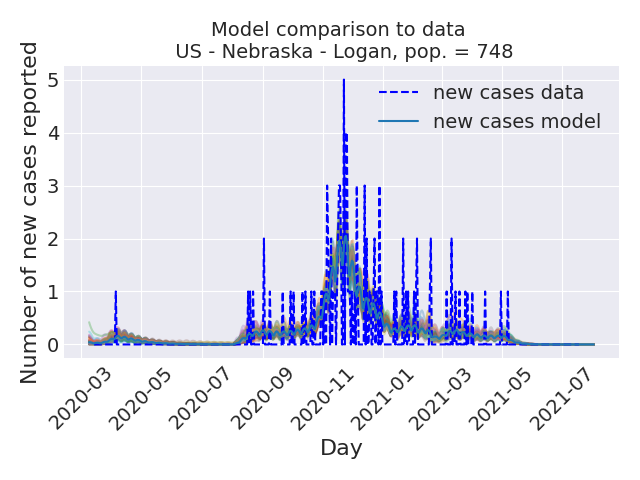 Model comparison to data
US - Nebraska - Logan, pop. = 748
Number of new cases reported
5
4
3
2
1
0
new cases data
new cases model
2020-03
2020-05
2020-07
2020-09
2020-11
2021-01
2021-03
2021-05
2021-07
Day